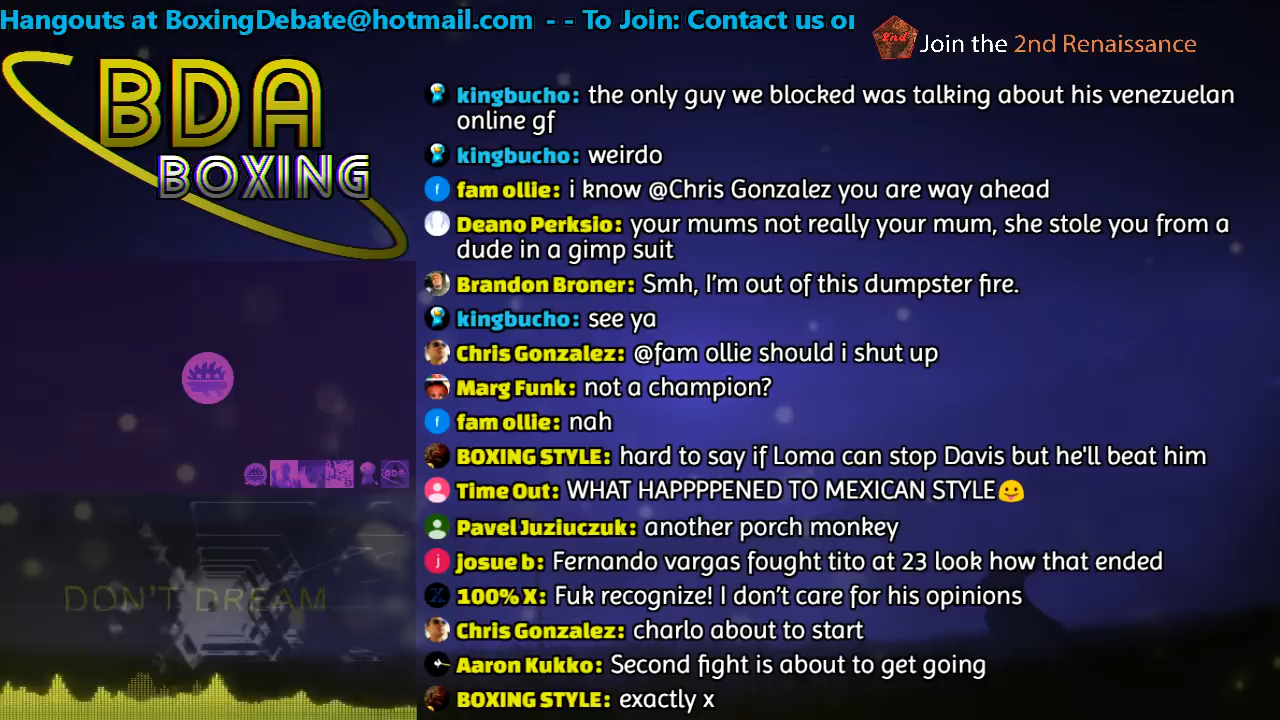 Hangouts at BoxingDebate@hotmail.com - - To Join: Contact us or
2nd
Join the 2nd Renaissance
BDA
BOXING
kingbucho: the only guy we blocked was talking about his venezuelan
online gf
kingbucho: weirdo
f fam ollie: i know @Chris Gonzalez you are way ahead
Deano Perksio: your mums not really your mum, she stole you from a
dude in a gimp suit
Brandon Broner: Smh, I'm out of this dumpster fire.
kingbucho: see ya
Chris Gonzalez: @fam ollie should i shut up
Marg Funk: not a champion?
f fam ollie: nah
BOXING STYLE: hard to say if Loma can stop Davis but he'll beat him
Time Out: WHAT HAPPPPENED TO MEXICAN STYLE😛
Pavel Juziuczuk: another porch monkey
j josue b: Fernando vargas fought tito at 23 look how that ended
X 100% X: Fuk recognize! I don't care for his opinions
Chris Gonzalez: charlo about to start
Aaron Kukko: Second fight is about to get going
BOXING STYLE: exactly x
DON'T DREAM